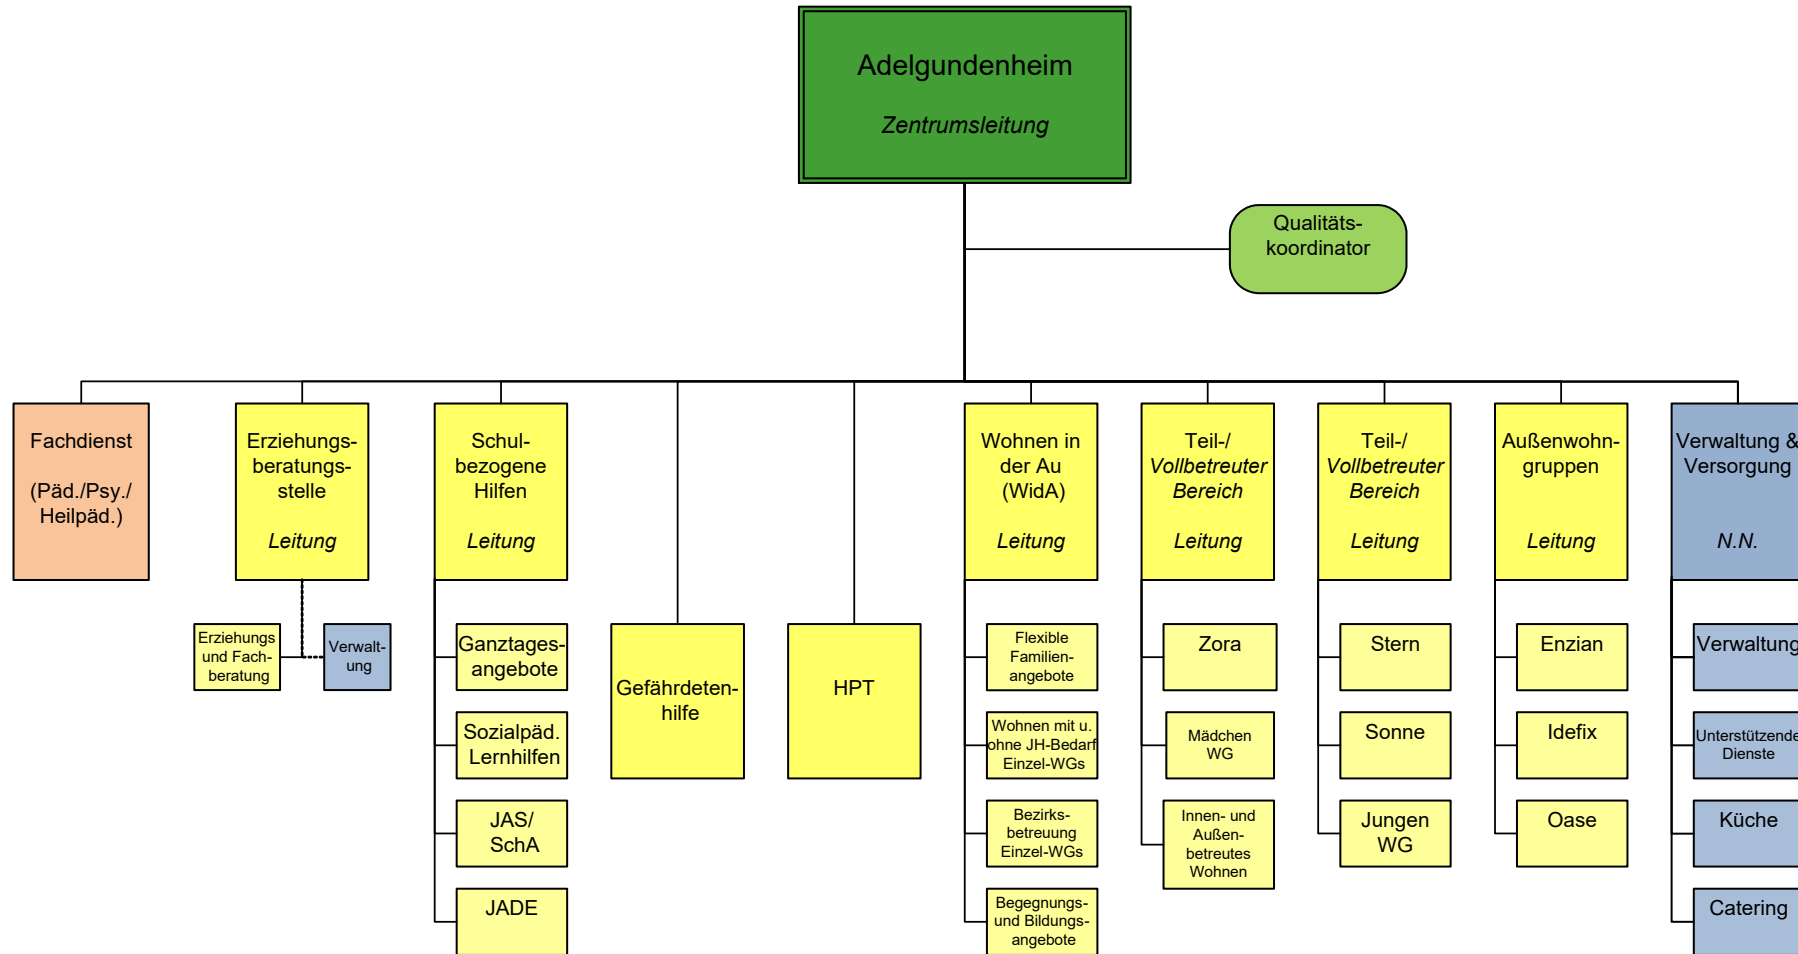 Adelgundenheim
Zentrumsleitung
Qualitäts-
koordinator
Fachdienst
(Päd./Psy./
Heilpäd.)
Erziehungs-
beratungs-
stelle
Leitung
Schul-
bezogene
Hilfen
Leitung
Wohnen in
der Au
(WidA)
Leitung
Teil-/
Vollbetreuter
Bereich
Leitung
Teil-/
Vollbetreuter
Bereich
Leitung
Außenwohn-
gruppen
Leitung
Verwaltung &
Versorgung
N.N.
Erziehungs
und Fach-
beratung
Verwalt-
ung
Ganztages-
angebote
Sozialpäd.
Lernhilfen
JAS/
SchA
JADE
Gefährdeten-
hilfe
HPT
Flexible
Familien-
angebote
Wohnen mit u.
ohne JH-Bedarf
Einzel-WGs
Bezirks-
betreuung
Einzel-WGs
Begegnungs-
und Bildungs-
angebote
Zora
Mädchen
WG
Innen- und
Außen-
betreutes
Wohnen
Stern
Sonne
Jungen
WG
Enzian
Idefix
Oase
Verwaltung
Unterstützende
Dienste
Küche
Catering